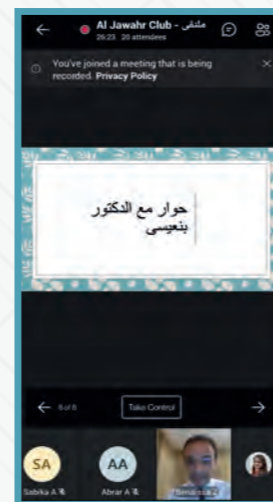 Al Jawahr Club - ملتقى
26:23 20 attendees
You've joined a meeting that is being
recorded. Privacy Policy
حوار مع الدكتور
بنعيسى
8 of 8
Take Control
SA
AA
Sabika A
Abrar A